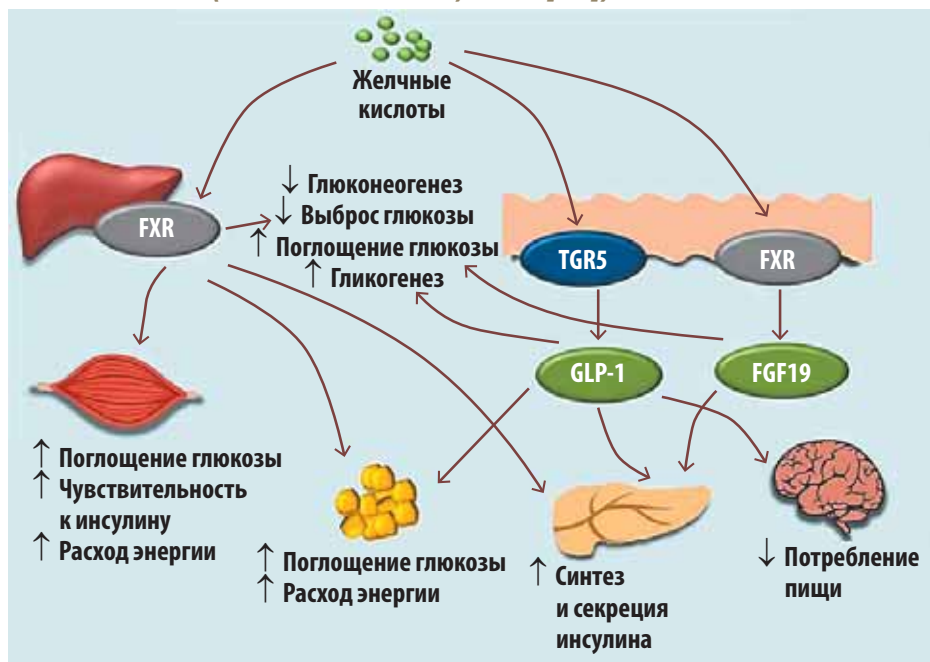 Желчные
кислоты
↓ Глюконеогенез
↓ Выброс глюкозы
↑ Поглощение глюкозы
↑ Гликогенез
FXR
TGR5
FXR
GLP-1
FGF19
↑ Поглощение глюкозы
↑ Чувствительность
к инсулину
↑ Расход энергии
↑ Поглощение глюкозы
↑ Расход энергии
↑ Синтез
и секреция
инсулина
↓ Потребление
пищи